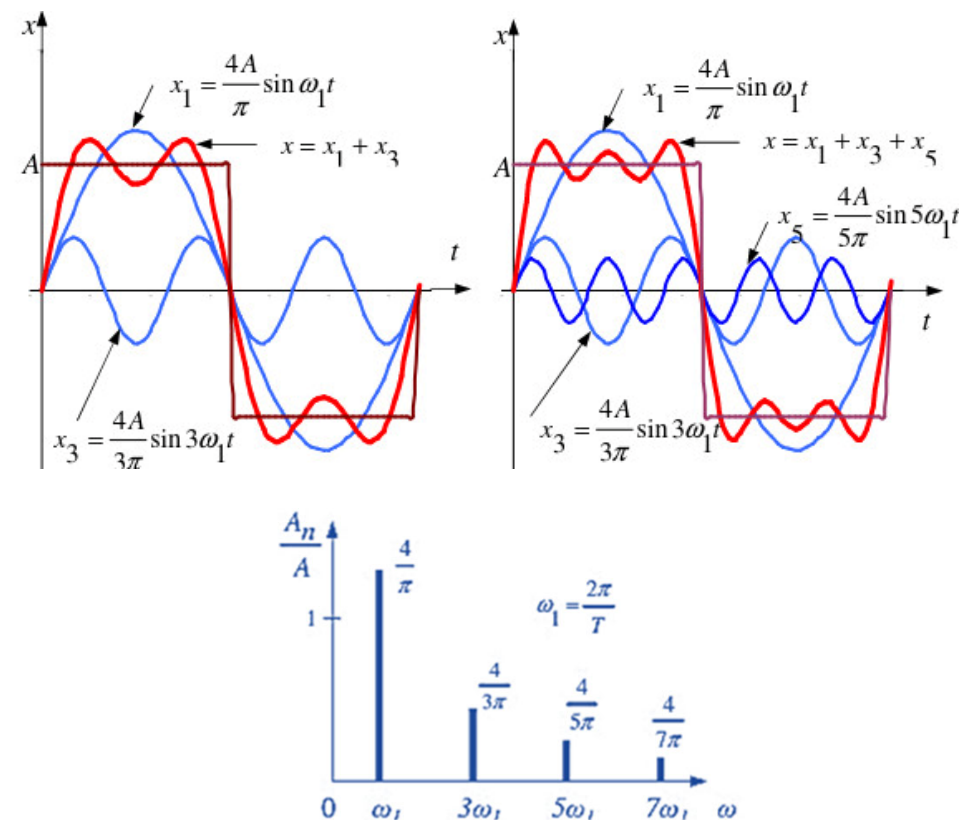 x
x₁ = 4A/π sin ω₁t
x = x₁ + x₃
A
t
x₃ = 4A/3π sin 3ω₁t
x
x₁ = 4A/π sin ω₁t
x = x₁ + x₃ + x₅
A
x₅ = 4A/5π sin 5ω₁t
t
x₃ = 4A/3π sin 3ω₁t
Aₙ/A
4/π
ω₁ = 2π/T
1
4/3π
4/5π
4/7π
0 ω₁ 3ω₁ 5ω₁ 7ω₁ ω